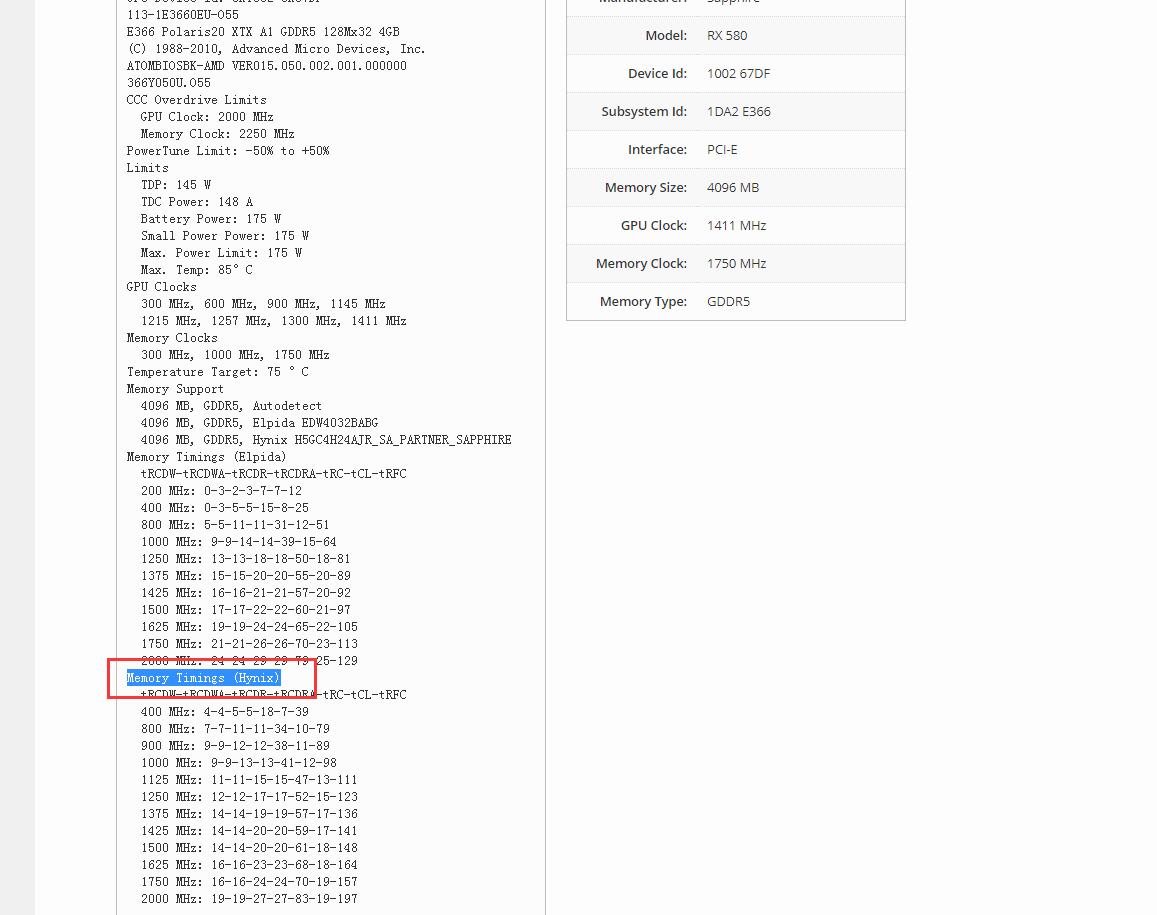 113-1E3660EU-O55
E366 Polaris20 XTX A1 GDDR5 128Mx32 4GB
(C) 1988-2010, Advanced Micro Devices, Inc.
ATOMBIOSBK-AMD VER015.050.002.001.000000
366Y050U.O55
CCC Overdrive Limits
GPU Clock: 2000 MHz
Memory Clock: 2250 MHz
PowerTune Limit: -50% to +50%
Limits
TDP: 145 W
TDC Power: 148 A
Battery Power: 175 W
Small Power Power: 175 W
Max. Power Limit: 175 W
Max. Temp: 85°C
GPU Clocks
300 MHz, 600 MHz, 900 MHz, 1145 MHz
1215 MHz, 1257 MHz, 1300 MHz, 1411 MHz
Memory Clocks
300 MHz, 1000 MHz, 1750 MHz
Temperature Target: 75 °C
Memory Support
4096 MB, GDDR5, Autodetect
4096 MB, GDDR5, Elpida EDW4032BABG
4096 MB, GDDR5, Hynix H5GC4H24AJR_SA_PARTNER_SAPPHIRE
Memory Timings (Elpida)
tRCDW-tRCDWA-tRCDR-tRCDRA-tRC-tCL-tRFC
200 MHz: 0-3-2-3-7-7-12
400 MHz: 0-3-5-5-15-8-25
800 MHz: 5-5-11-11-31-12-51
1000 MHz: 9-9-14-14-39-15-64
1250 MHz: 13-13-18-18-50-18-81
1375 MHz: 15-15-20-20-55-20-89
1425 MHz: 16-16-21-21-57-20-92
1500 MHz: 17-17-22-22-60-21-97
1625 MHz: 19-19-24-24-65-22-105
1750 MHz: 21-21-26-26-70-23-113
2000 MHz: 24-24-29-29-79-25-129
Memory Timings (Hynix)
tRCDW-tRCDWA-tRCDR-tRCDRA-tRC-tCL-tRFC
400 MHz: 4-4-5-5-18-7-39
800 MHz: 7-7-11-11-34-10-79
900 MHz: 9-9-12-12-38-11-89
1000 MHz: 9-9-13-13-41-12-98
1125 MHz: 11-11-15-15-47-13-111
1250 MHz: 12-12-17-17-52-15-123
1375 MHz: 14-14-19-19-57-17-136
1425 MHz: 14-14-20-20-59-17-141
1500 MHz: 14-14-20-20-61-18-148
1625 MHz: 16-16-23-23-68-18-164
1750 MHz: 16-16-24-24-70-19-157
2000 MHz: 19-19-27-27-83-19-197
Manufacturer: Sapphire
Model: RX 580
Device Id: 1002 67DF
Subsystem Id: 1DA2 E366
Interface: PCI-E
Memory Size: 4096 MB
GPU Clock: 1411 MHz
Memory Clock: 1750 MHz
Memory Type: GDDR5